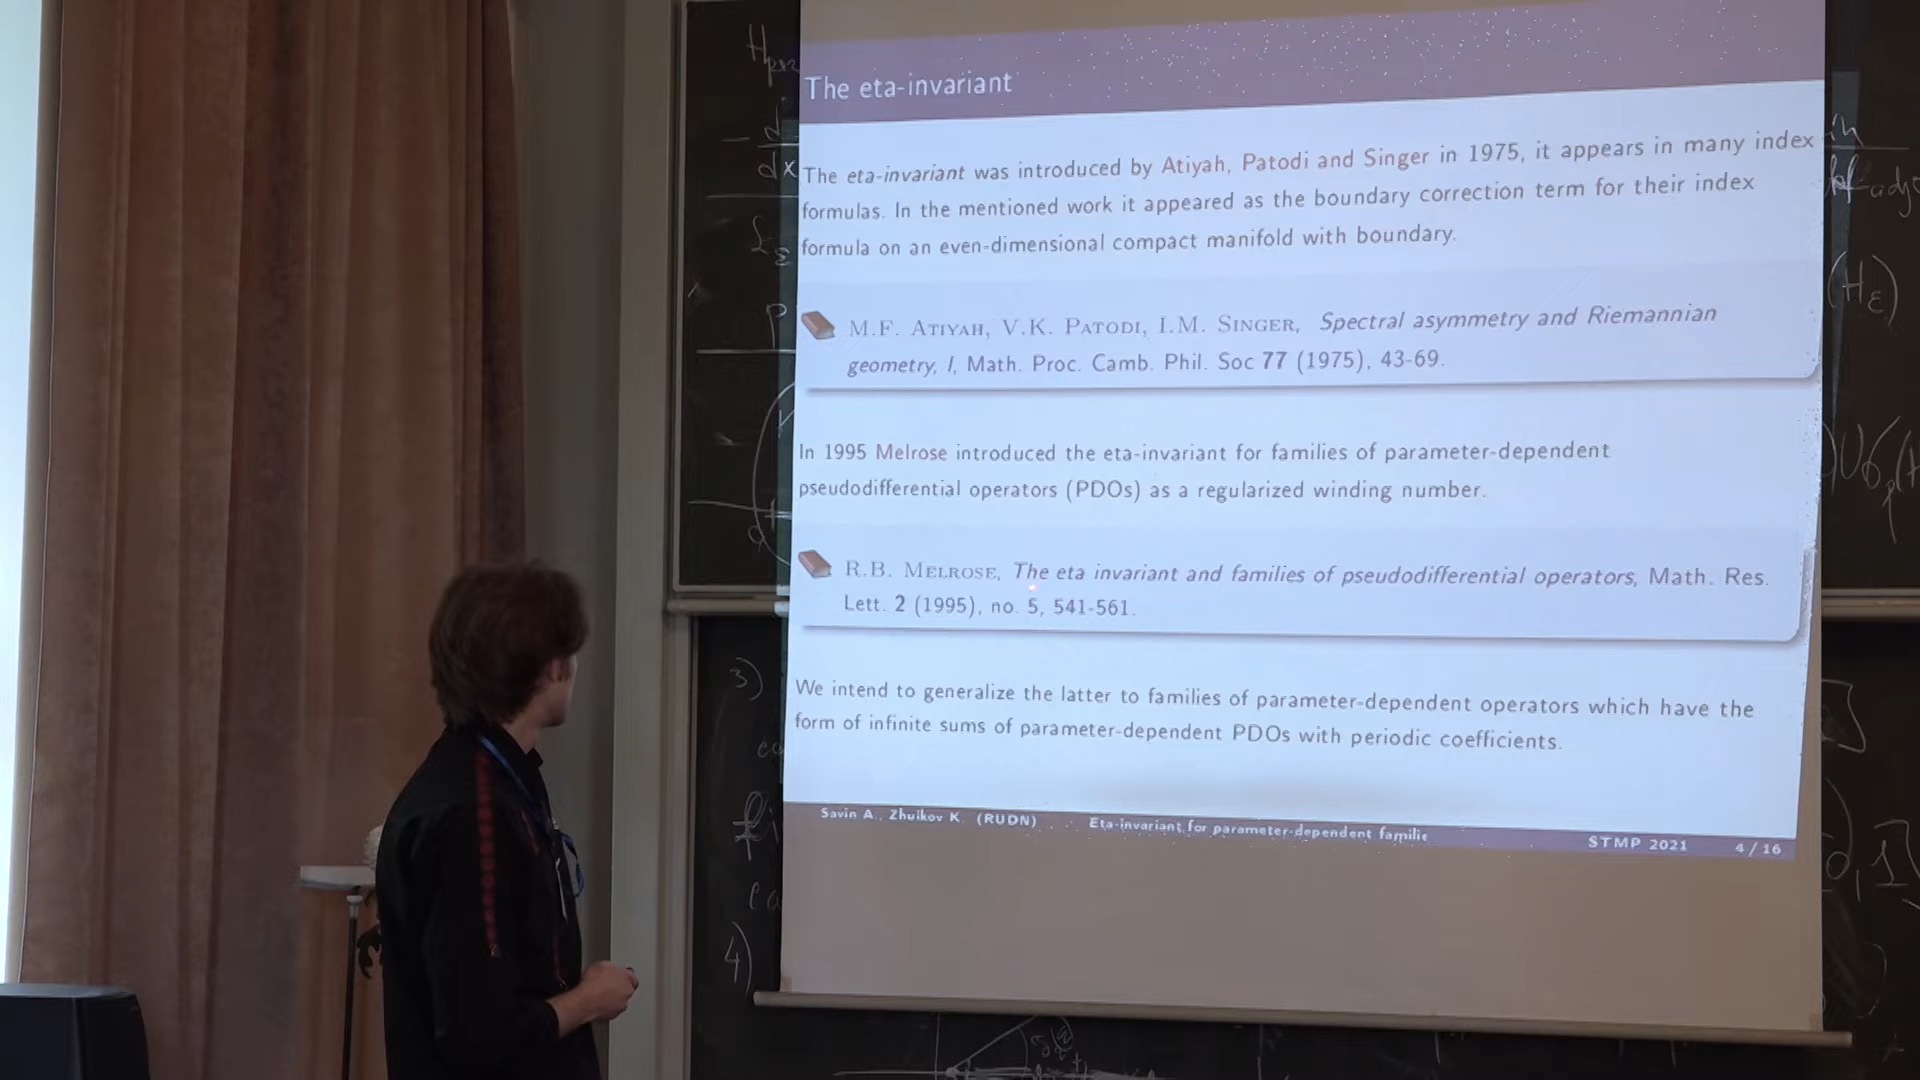 The eta-invariant
The eta-invariant was introduced by Atiyah, Patodi and Singer in 1975, it appears in many index
formulas. In the mentioned work it appeared as the boundary correction term for their index
formula on an even-dimensional compact manifold with boundary.
M.F. ATIYAH, V.K. PATODI, I.M. SINGER, Spectral asymmetry and Riemannian
geometry, I, Math. Proc. Camb. Phil. Soc 77 (1975), 43-69.
In 1995 Melrose introduced the eta-invariant for families of parameter-dependent
pseudodifferential operators (PDOs) as a regularized winding number.
R.B. MELROSE, The eta invariant and families of pseudodifferential operators, Math. Res.
Lett. 2 (1995), no. 5, 541-561.
We intend to generalize the latter to families of parameter-dependent operators which have the
form of infinite sums of parameter-dependent PDOs with periodic coefficients.
Savin A., Zhuikov K. (RUDN) Eta-invariant for parameter-dependent familie STMP 2021 4 / 16
(Hε)
3)
4)